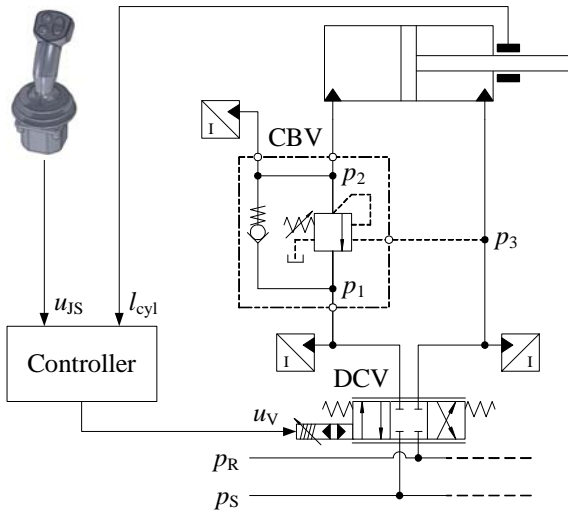 I
CBV
p2
p3
p1
uJS
lcyl
Controller
I
I
DCV
uV
pR
pS